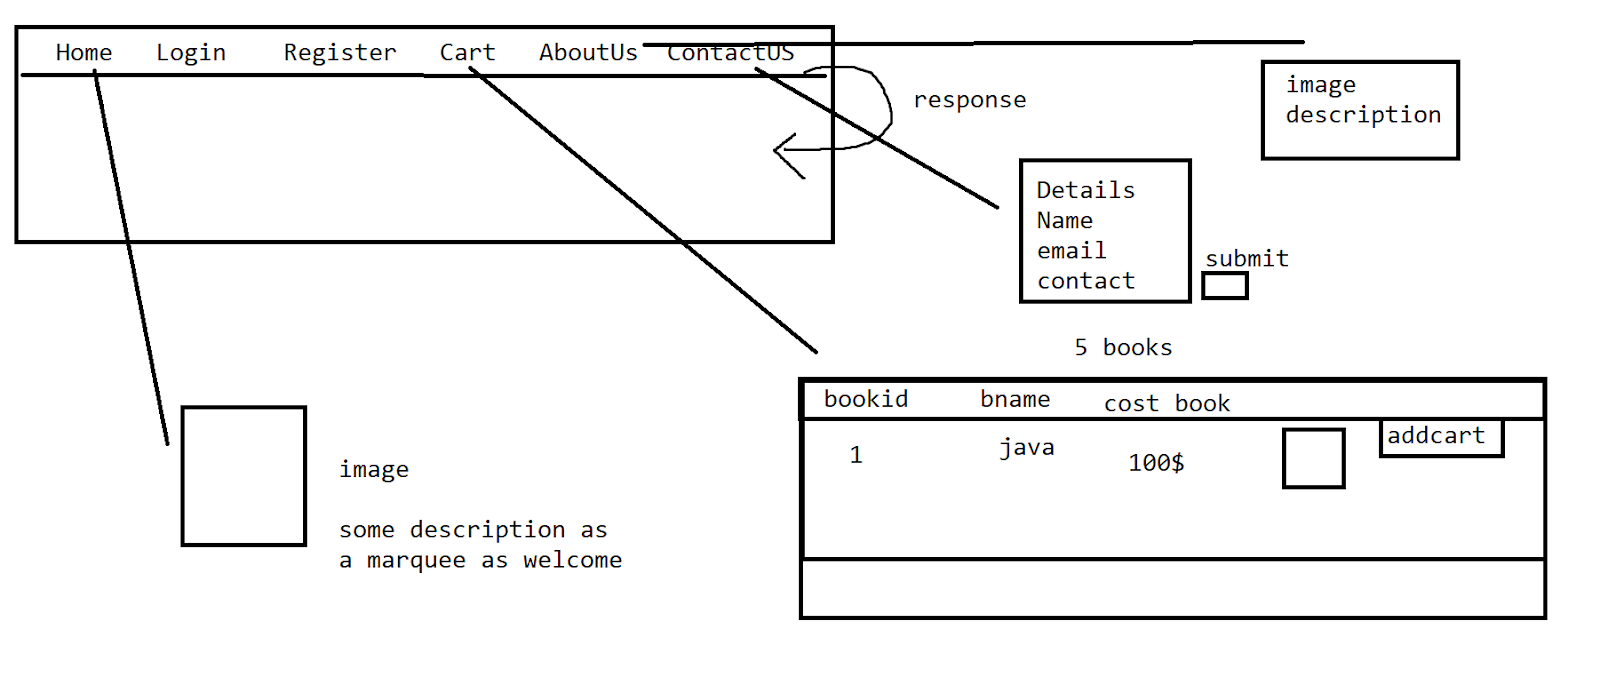 Home Login Register Cart AboutUs ContactUS
response
image
description
Details
Name
email
contact
submit
5 books
bookid bname cost book
1 java 100$ addcart
image
some description as
a marquee as welcome